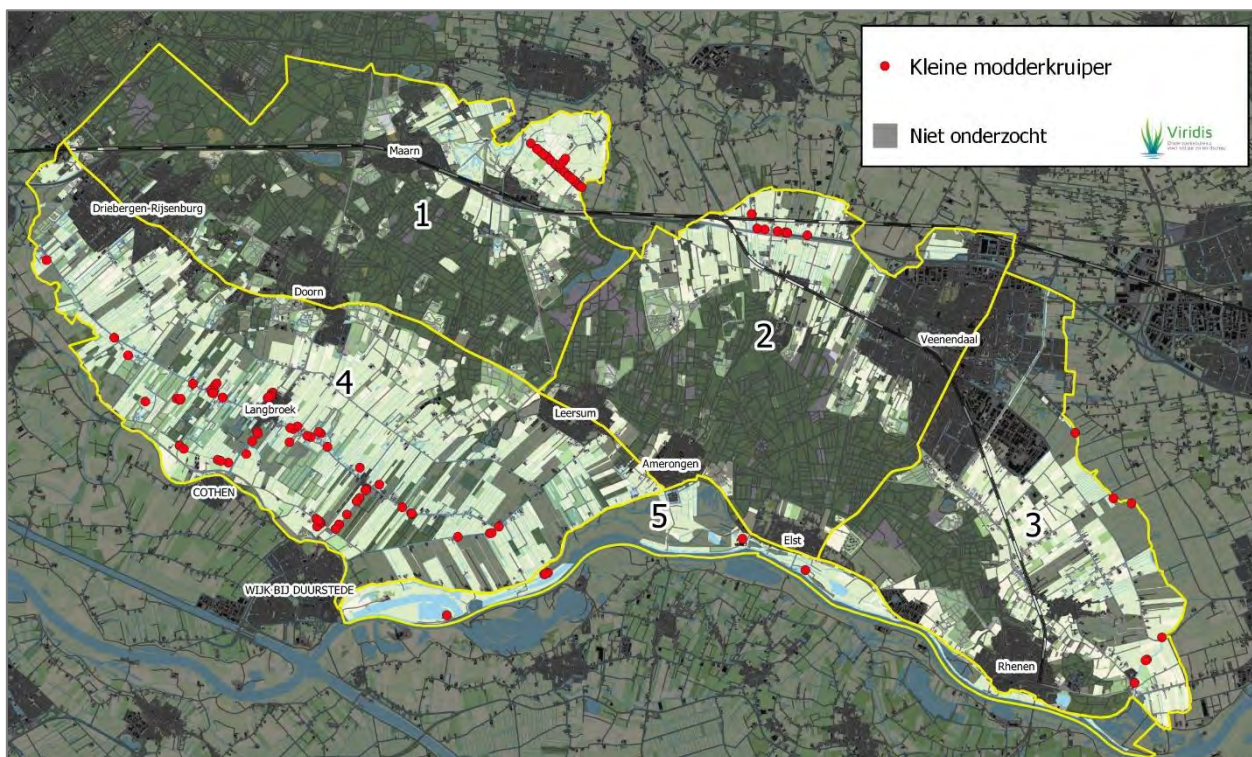 Kleine modderkruiper
Niet onderzocht
Viridis
Maarn
1
Driebergen-Rijsenburg
Doorn
2
Veenendaal
4
Langbroek
Leersum
Amerongen
COTHEN
5
Elst
3
WIJK BIJ DUURSTEDE
Rhenen